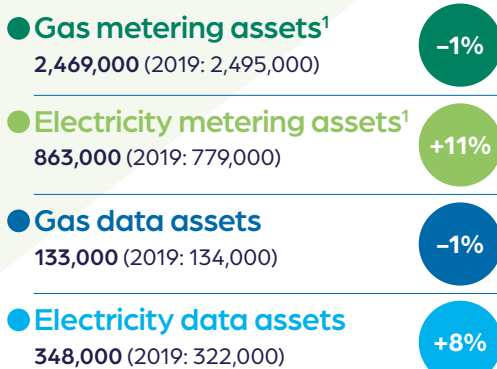 Gas metering assets¹
2,469,000 (2019: 2,495,000)
–1%
Electricity metering assets¹
863,000 (2019: 779,000)
+11%
Gas data assets
133,000 (2019: 134,000)
–1%
Electricity data assets
348,000 (2019: 322,000)
+8%